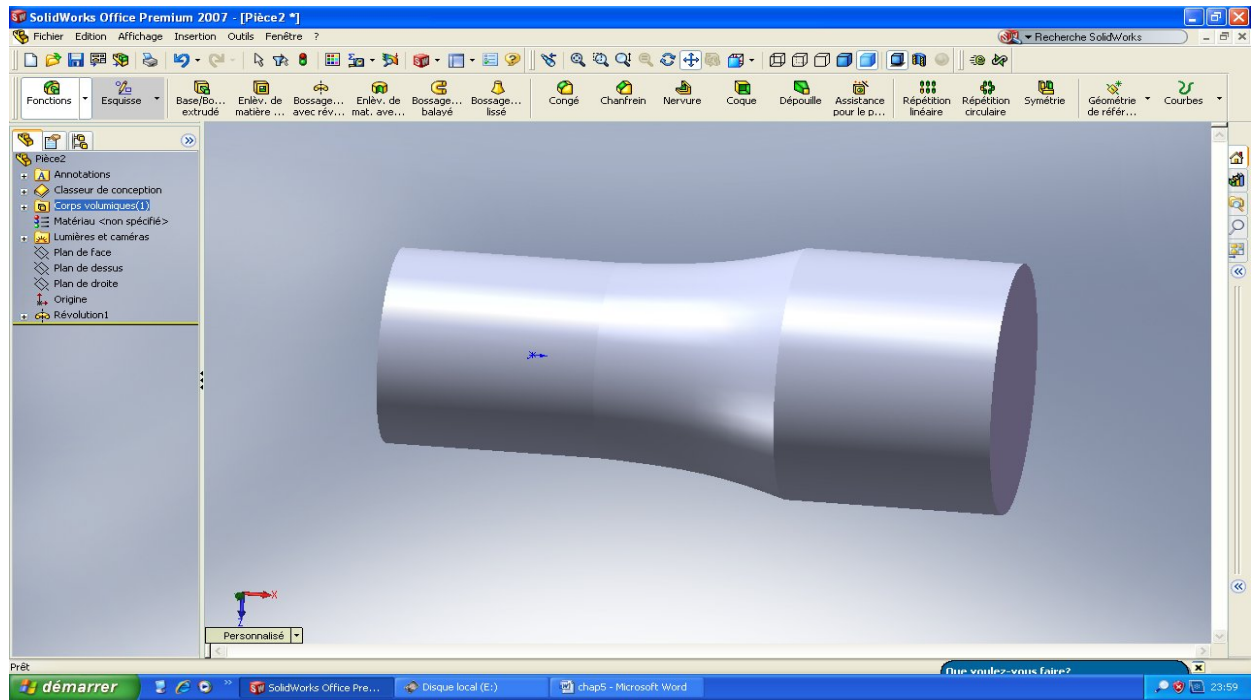 SolidWorks Office Premium 2007 - [Pièce2 *]
Fichier Edition Affichage Insertion Outils Fenêtre ? Recherche SolidWorks
Fonctions Esquisse Base/Bo... extrudé Enlèv. de matière ... Bossage... avec rév... Enlèv. de mat. ave... Bossage... balayé Bossage... lissé Congé Chanfrein Nervure Coque Dépouille Assistance pour le p... Répétition linéaire Répétition circulaire Symétrie Géométrie de référ... Courbes
Pièce2
Annotations
Classeur de conception
Corps volumiques(1)
Matériau <non spécifié>
Lumières et caméras
Plan de face
Plan de dessus
Plan de droite
Origine
Révolution1
X
Z
Personnalisé
Prêt
Que voulez-vous faire?
démarrer SolidWorks Office Pre... Disque local (E:) chap5 - Microsoft Word 23:59